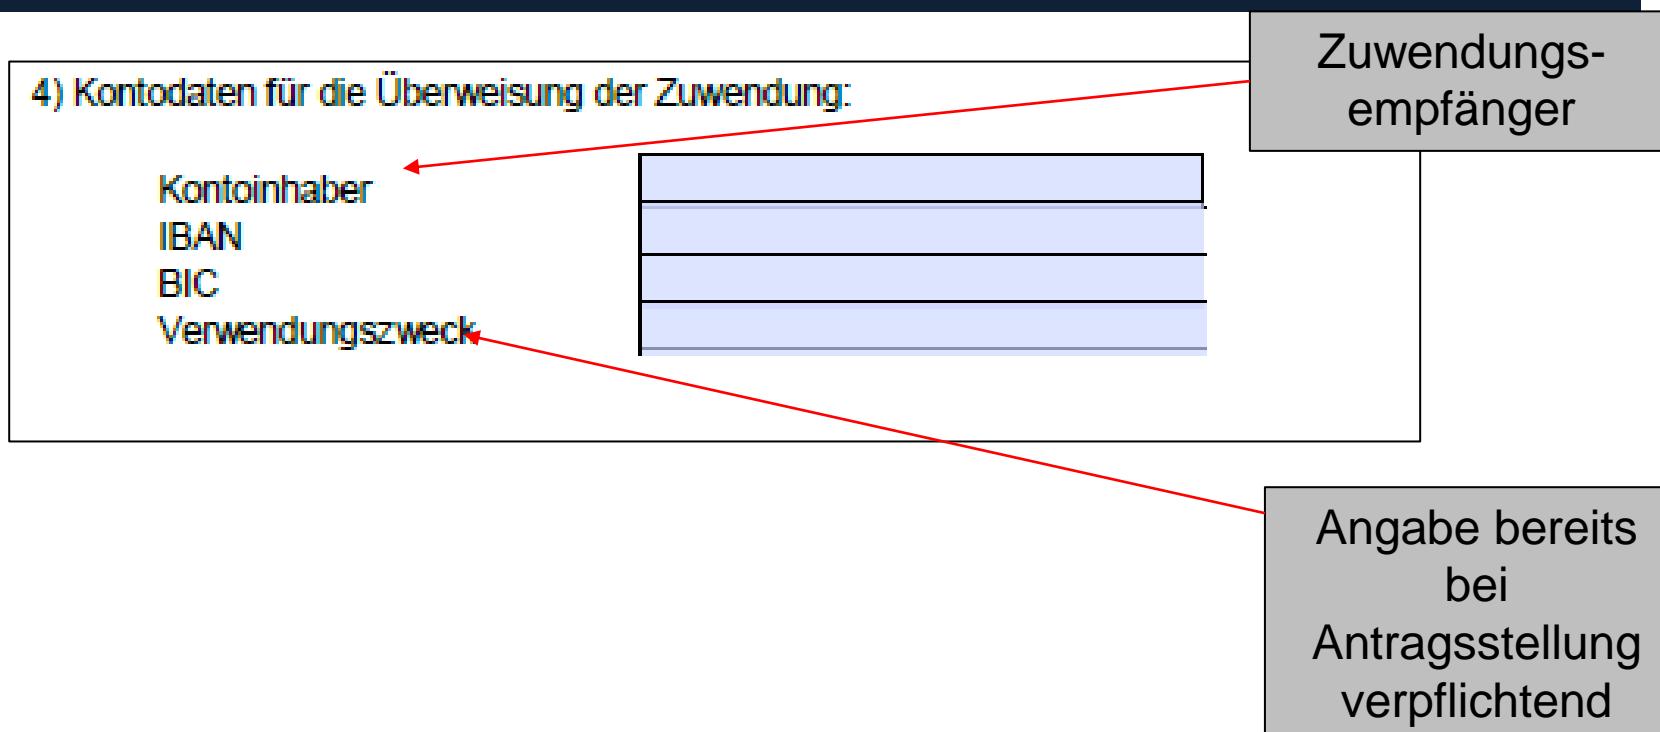 Zuwendungs-
empfänger
4) Kontodaten für die Überweisung der Zuwendung:
Kontoinhaber
IBAN
BIC
Verwendungszweck
Angabe bereits
bei
Antragsstellung
verpflichtend